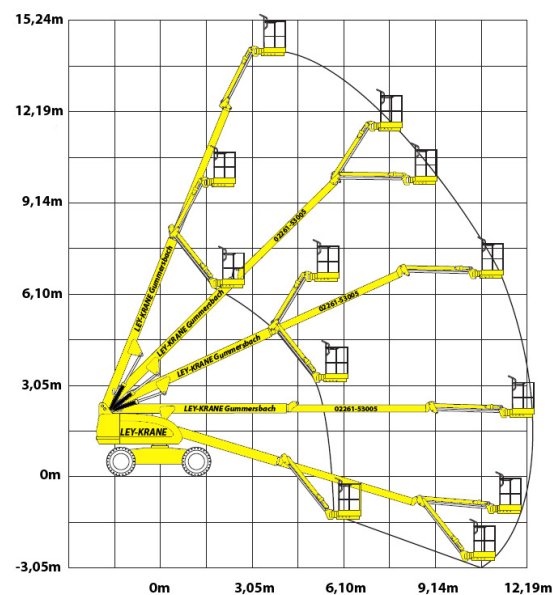 15,24m
12,19m
9,14m
6,10m
3,05m
0m
-3,05m
LEY-KRANE Gummersbach
LEY-KRANE Gummersbach
02261-53005
LEY-KRANE Gummersbach
02261-53005
LEY-KRANE Gummersbach
02261-53005
LEY-KRANE
0m
3,05m
6,10m
9,14m
12,19m